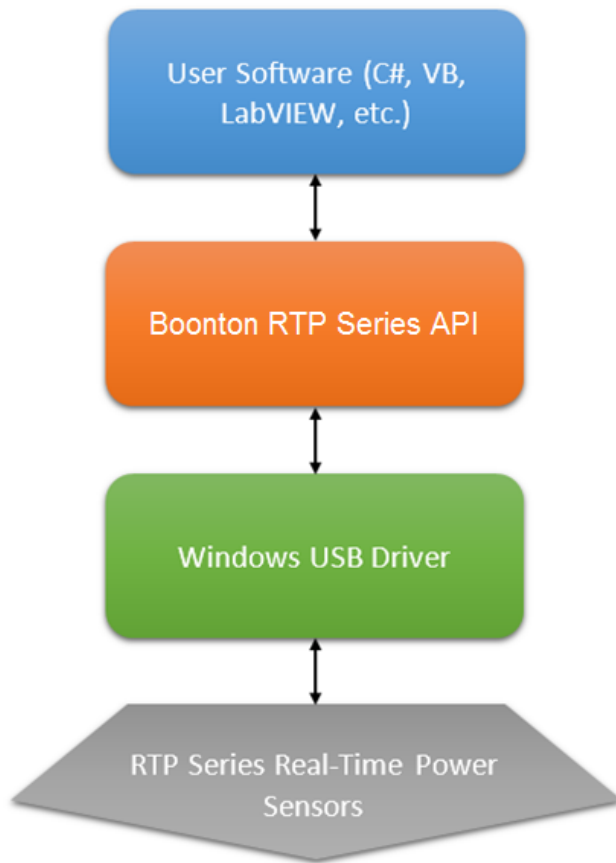 User Software (C#, VB,
LabVIEW, etc.)
Boonton RTP Series API
Windows USB Driver
RTP Series Real-Time Power
Sensors